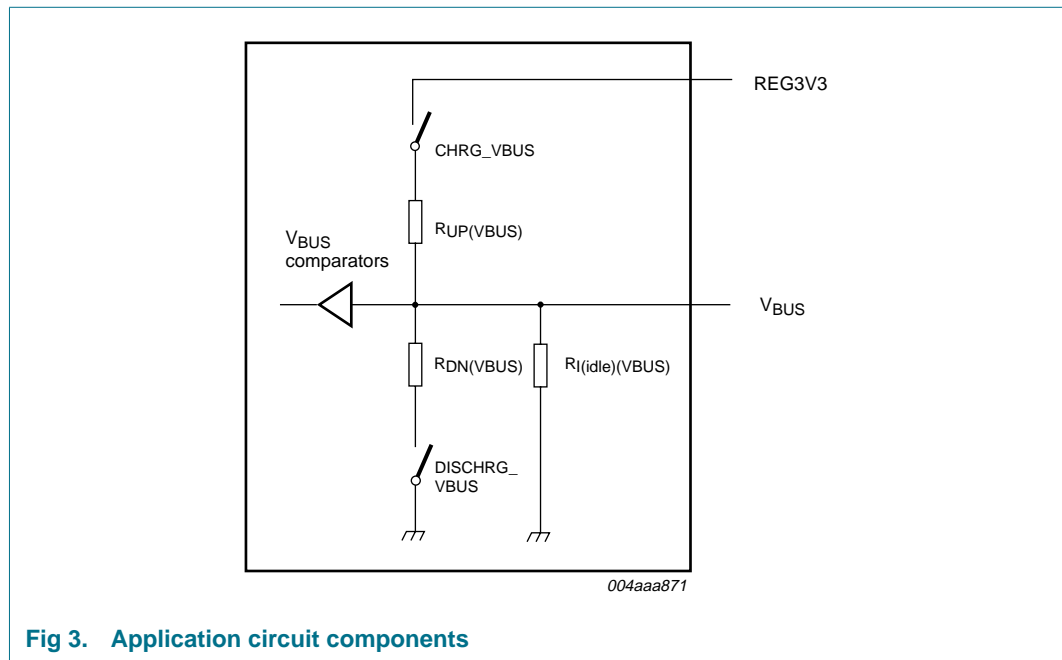 REG3V3
CHRG_VBUS
RUP(VBUS)
VBUS
comparators
VBUS
RDN(VBUS)
RI(idle)(VBUS)
DISCHRG_
VBUS
004aaa871
Fig 3. Application circuit components